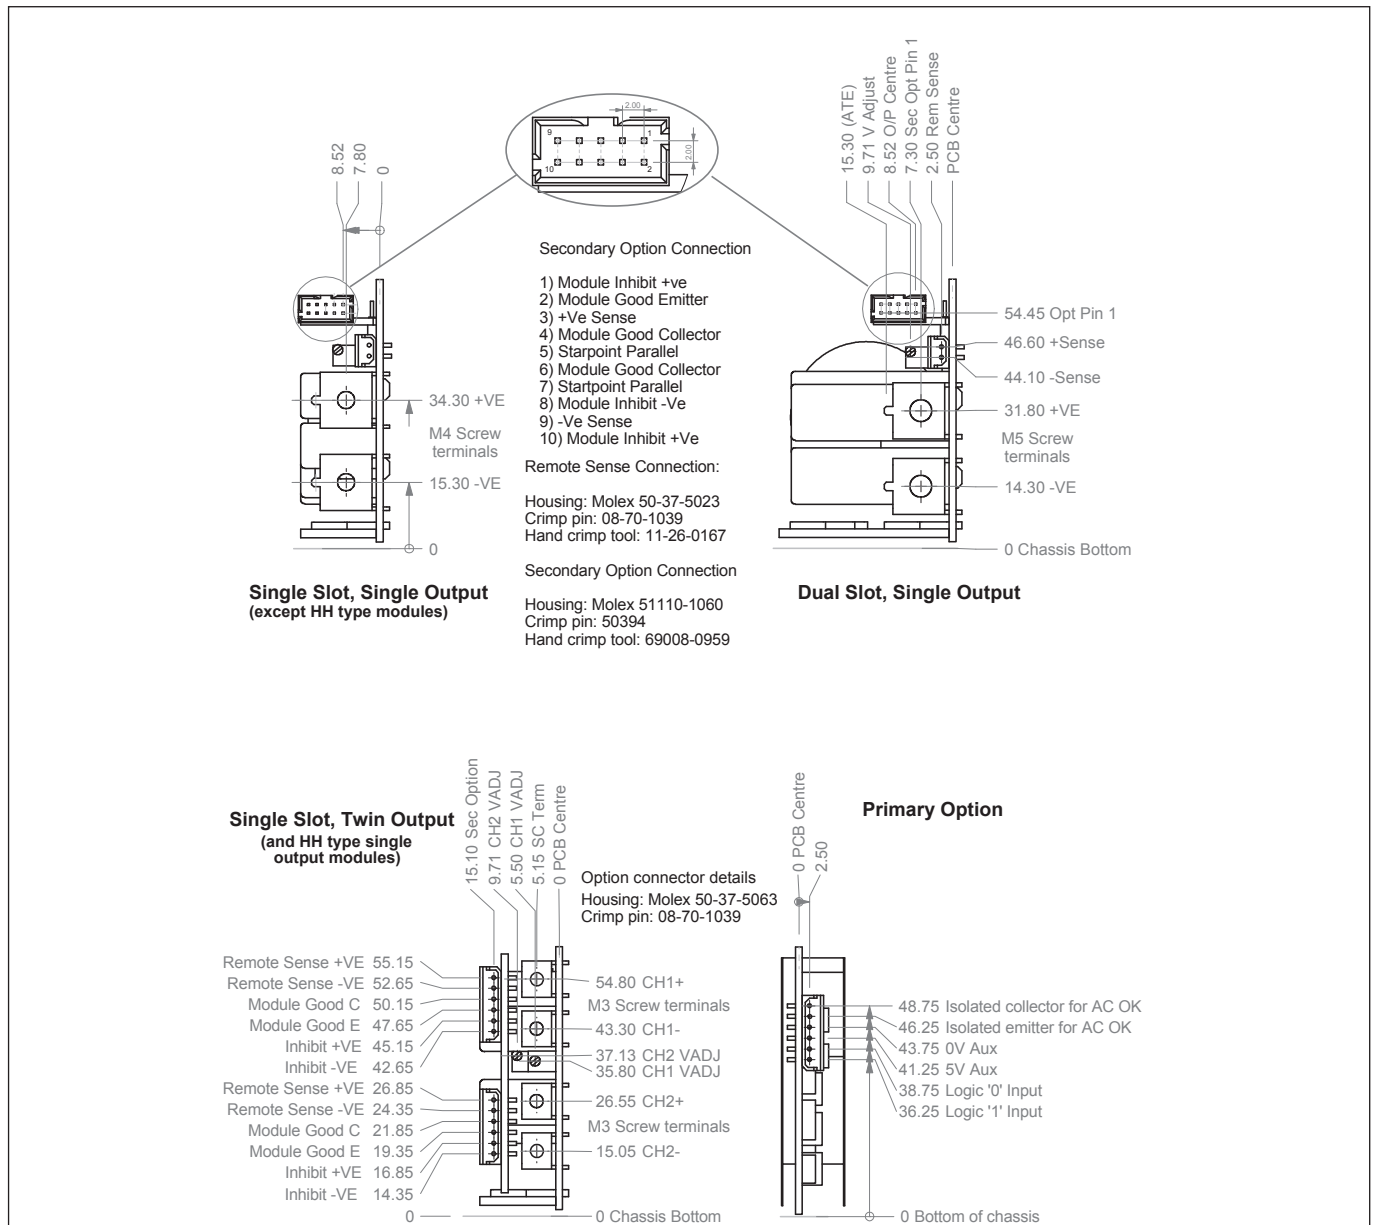 8.52
7.80
0
9
1
10
2
2.00
2.00
15.30 (ATE)
9.71 V Adjust
8.52 O/P Centre
7.30 Sec Opt Pin 1
2.50 Rem Sense
PCB Centre
Secondary Option Connection
1) Module Inhibit +ve
2) Module Good Emitter
3) +Ve Sense
4) Module Good Collector
5) Starpoint Parallel
6) Module Good Collector
7) Startpoint Parallel
8) Module Inhibit -Ve
9) -Ve Sense
10) Module Inhibit +Ve
Remote Sense Connection:
Housing: Molex 50-37-5023
Crimp pin: 08-70-1039
Hand crimp tool: 11-26-0167
Secondary Option Connection
Housing: Molex 51110-1060
Crimp pin: 50394
Hand crimp tool: 69008-0959
34.30 +VE
M4 Screw
terminals
15.30 -VE
0
Single Slot, Single Output
(except HH type modules)
54.45 Opt Pin 1
46.60 +Sense
44.10 -Sense
31.80 +VE
M5 Screw
terminals
14.30 -VE
0 Chassis Bottom
Dual Slot, Single Output
Single Slot, Twin Output
(and HH type single
output modules)
15.10 Sec Option
9.71 CH2 VADJ
5.50 CH1 VADJ
5.15 SC Term
0 PCB Centre
Option connector details
Housing: Molex 50-37-5063
Crimp pin: 08-70-1039
Remote Sense +VE 55.15
Remote Sense -VE 52.65
Module Good C 50.15
Module Good E 47.65
Inhibit +VE 45.15
Inhibit -VE 42.65
Remote Sense +VE 26.85
Remote Sense -VE 24.35
Module Good C 21.85
Module Good E 19.35
Inhibit +VE 16.85
Inhibit -VE 14.35
0
54.80 CH1+
M3 Screw terminals
43.30 CH1-
37.13 CH2 VADJ
35.80 CH1 VADJ
26.55 CH2+
M3 Screw terminals
15.05 CH2-
0 Chassis Bottom
Primary Option
0 PCB Centre
2.50
48.75 Isolated collector for AC OK
46.25 Isolated emitter for AC OK
43.75 0V Aux
41.25 5V Aux
38.75 Logic '0' Input
36.25 Logic '1' Input
0 Bottom of chassis